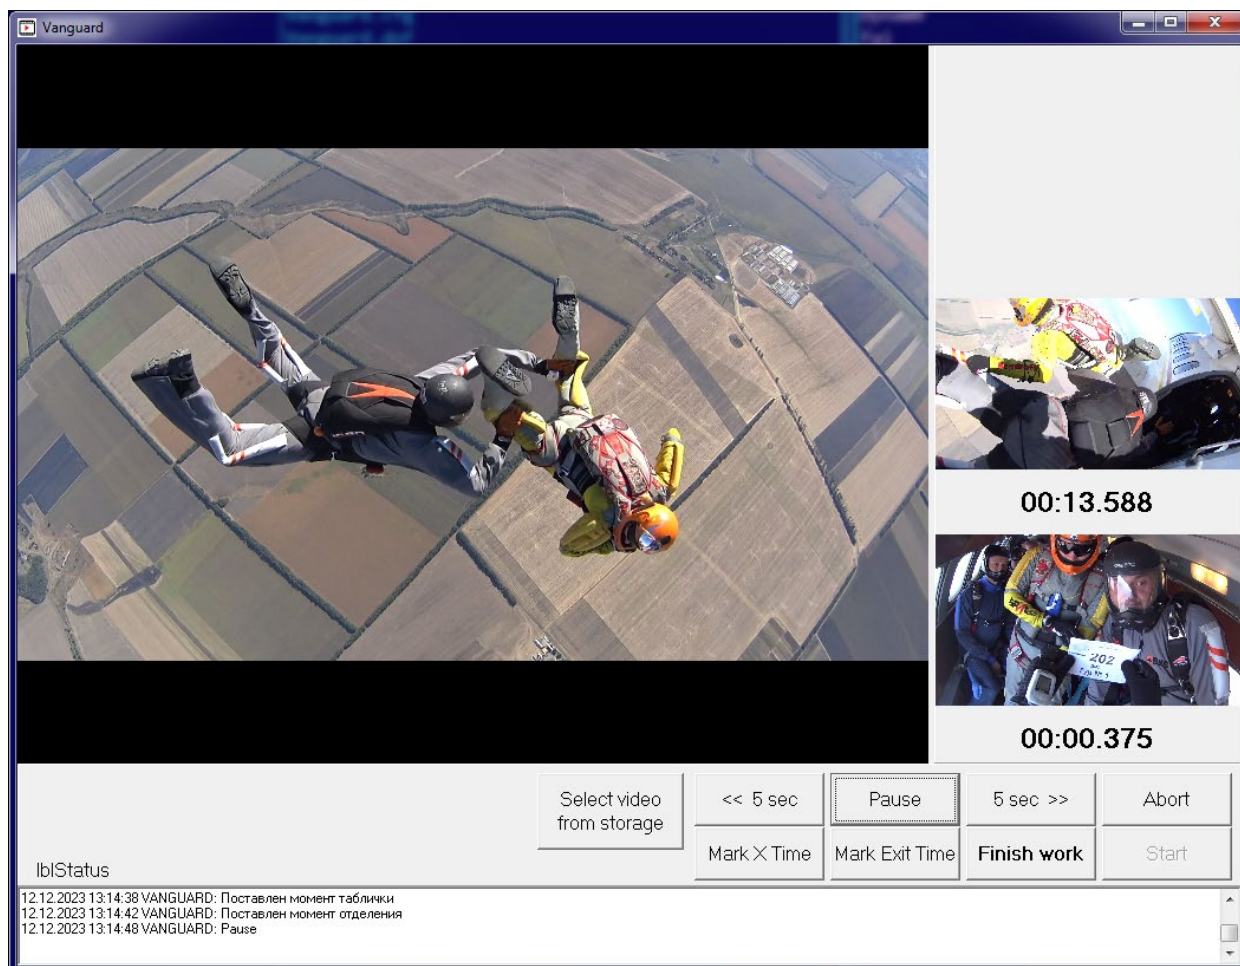 Vanguard
00:13.588
202
00:00.375
Select video
from storage
<< 5 sec
Pause
5 sec >>
Abort
Mark X Time
Mark Exit Time
Finish work
Start
lblStatus
12.12.2023 13:14:38 VANGUARD: Поставлен момент таблички
12.12.2023 13:14:42 VANGUARD: Поставлен момент отделения
12.12.2023 13:14:48 VANGUARD: Pause